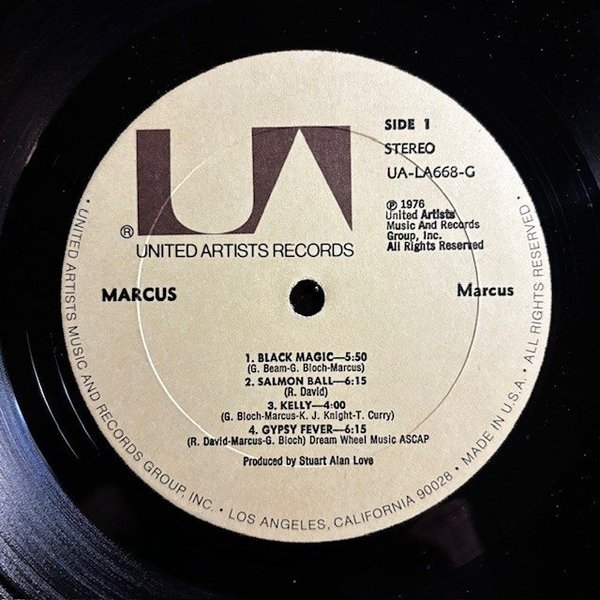 SIDE 1
STEREO
UA-LA668-G
UA
®
UNITED ARTISTS RECORDS
℗ 1976
United Artists
Music And Records
Group, Inc.
All Rights Reserved
MARCUS
Marcus
1. BLACK MAGIC—5:50
(G. Beam-G. Bloch-Marcus)
2. SALMON BALL—6:15
(R. David)
3. KELLY—4:00
(G. Bloch-Marcus-K. J. Knight-T. Curry)
4. GYPSY FEVER—6:15
(R. David-Marcus-G. Bloch) Dream Wheel Music ASCAP
Produced by Stuart Alan Love
• UNITED ARTISTS MUSIC AND RECORDS GROUP, INC. • LOS ANGELES, CALIFORNIA 90028 • MADE IN U.S.A. • ALL RIGHTS RESERVED •